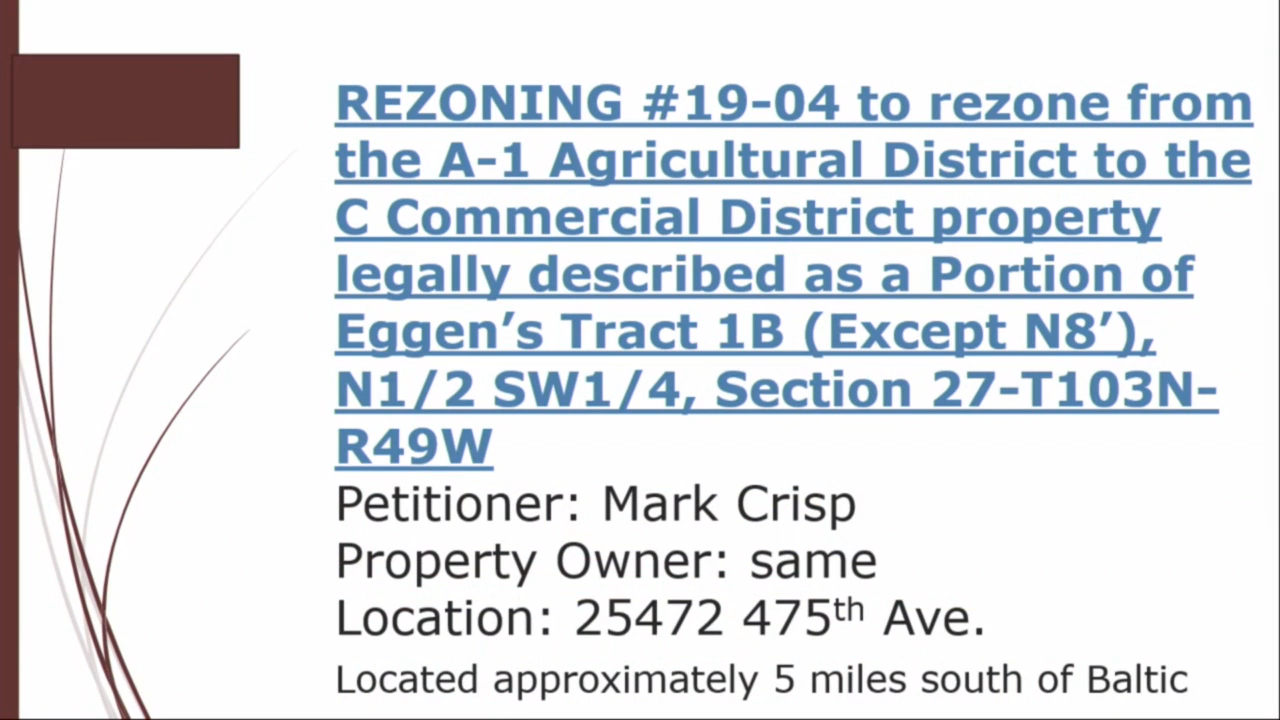 REZONING #19-04 to rezone from
the A-1 Agricultural District to the
C Commercial District property
legally described as a Portion of
Eggen’s Tract 1B (Except N8’),
N1/2 SW1/4, Section 27-T103N-
R49W
Petitioner: Mark Crisp
Property Owner: same
Location: 25472 475th Ave.
Located approximately 5 miles south of Baltic